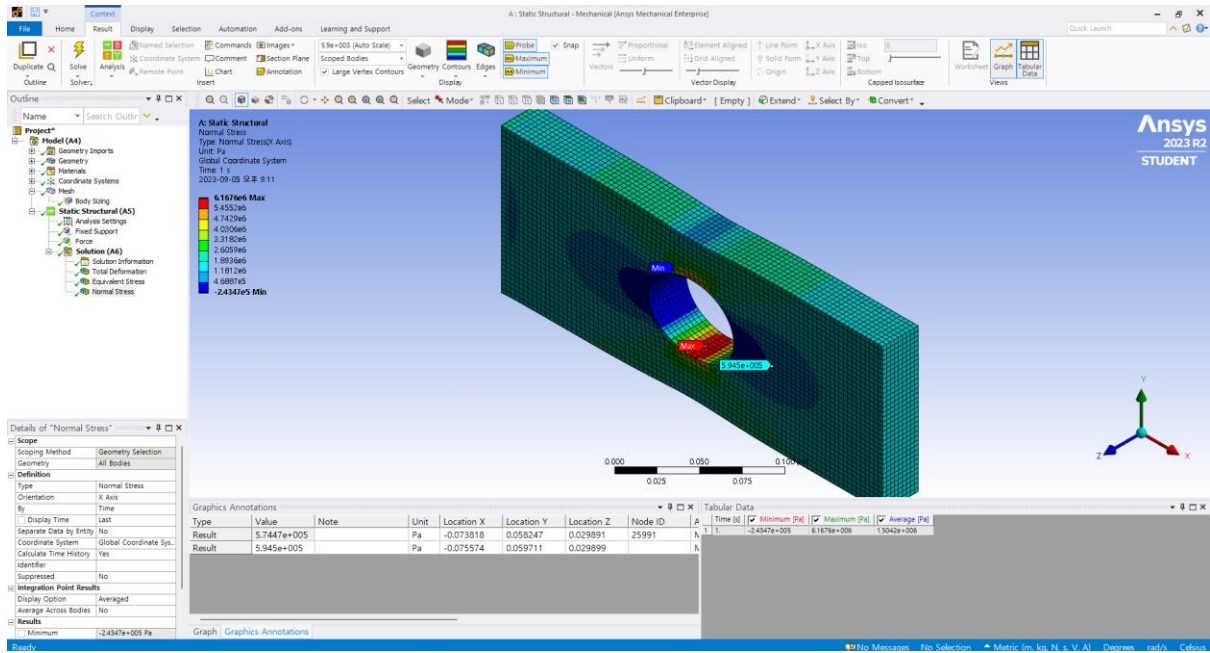 Context
A : Static Structural - Mechanical [Ansys Mechanical Enterprise]
File Home Result Display Selection Automation Add-ons Learning and Support
Quick Launch
Duplicate Q Solve Analysis
Named Selection
Coordinate System
Remote Point
Commands Images
Comment Section Plane
Chart Annotation
5.9e+003 (Auto Scale)
Scoped Bodies
Large Vertex Contours
Geometry Contours Edges
Probe Snap
Maximum
Minimum
Vectors
Proportional
Uniform
Element Aligned
Grid Aligned
Line Form X Axis
Solid Form Y Axis
Origin Z Axis
Iso 0
Top
Bottom
Worksheet Graph Tabular Data
Outline Solver Insert Display Vector Display Capped Isosurface Views
Outline
Name Search Outlin
Select Mode Clipboard [ Empty ] Extend Select By Convert
Project*
Model (A4)
Geometry Imports
Geometry
Materials
Coordinate Systems
Mesh
Body Sizing
Static Structural (A5)
Analysis Settings
Fixed Support
Force
Solution (A6)
Solution Information
Total Deformation
Equivalent Stress
Normal Stress
A: Static Structural
Normal Stress
Type: Normal Stress(X Axis)
Unit: Pa
Global Coordinate System
Time: 1 s
2023-09-05 오후 9:11
6.1676e6 Max
5.4552e6
4.7429e6
4.0306e6
3.3182e6
2.6059e6
1.8936e6
1.1812e6
4.6887e5
-2.4347e5 Min
Min
Max
5.945e+005
Ansys
2023 R2
STUDENT
0.000 0.050 0.100
0.025 0.075
Y
Z X
Details of "Normal Stress"
Scope
Scoping Method Geometry Selection
Geometry All Bodies
Definition
Type Normal Stress
Orientation X Axis
By Time
Display Time Last
Separate Data by Entity No
Coordinate System Global Coordinate Sys..
Calculate Time History Yes
Identifier
Suppressed No
Integration Point Results
Display Option Averaged
Average Across Bodies No
Results
Minimum -2.4347e+005 Pa
Graphics Annotations
Type Value Note Unit Location X Location Y Location Z Node ID A
Result 5.7447e+005 Pa -0.073818 0.058247 0.029891 25991
Result 5.945e+005 Pa -0.075574 0.059711 0.029899
Graph Graphics Annotations
Tabular Data
Time [s] Minimum [Pa] Maximum [Pa] Average [Pa]
1 1. -2.4347e+005 6.1676e+006 1.5042e+006
Ready
No Messages No Selection Metric (m, kg, N, s, V, A) Degrees rad/s Celsius